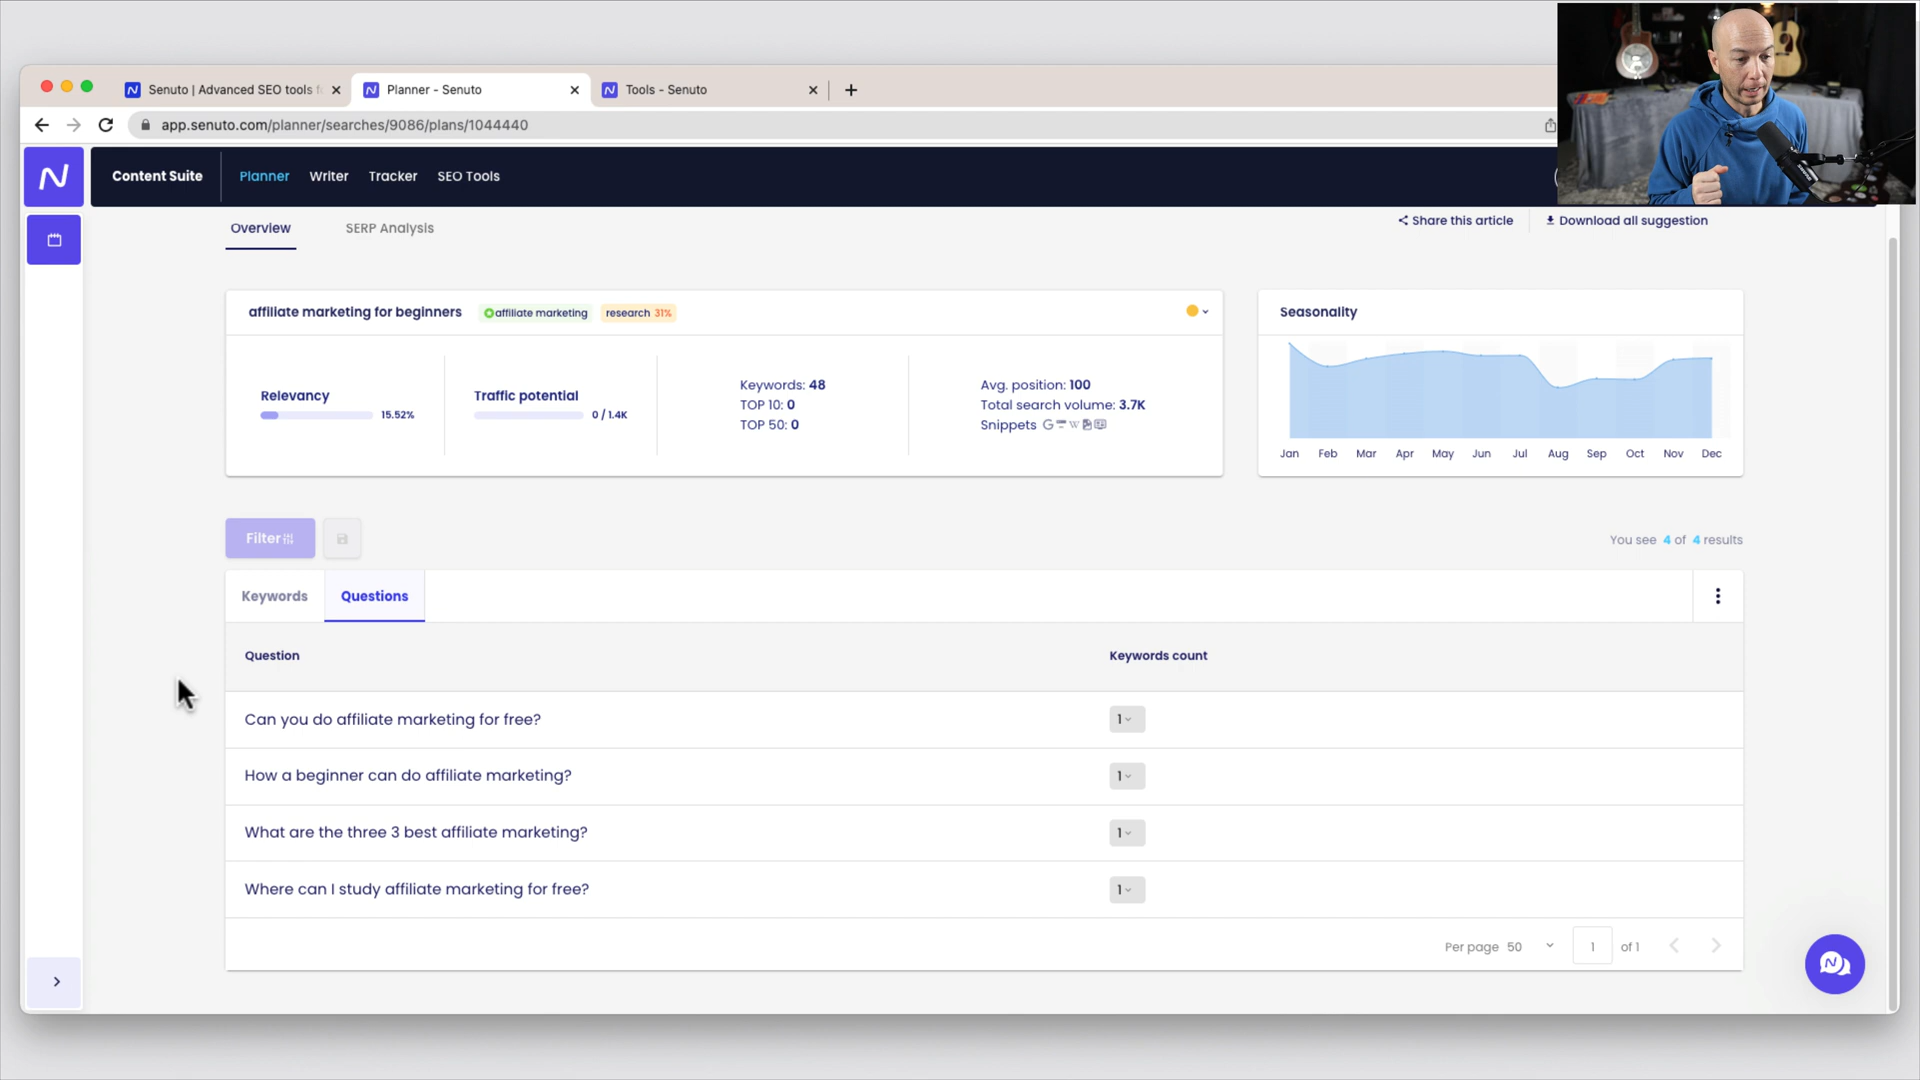 Senuto | Advanced SEO tools f
Planner - Senuto
Tools - Senuto
app.senuto.com/planner/searches/9086/plans/1044440
Content Suite
Planner
Writer
Tracker
SEO Tools
Overview
SERP Analysis
Share this article
Download all suggestion
affiliate marketing for beginners
affiliate marketing
research 31%
Seasonality
Relevancy
15.52%
Traffic potential
0 / 1.4K
Keywords: 48
TOP 10: 0
TOP 50: 0
Avg. position: 100
Total search volume: 3.7K
Snippets
Jan Feb Mar Apr May Jun Jul Aug Sep Oct Nov Dec
Filter
You see 4 of 4 results
Keywords
Questions
Question
Keywords count
Can you do affiliate marketing for free?
1
How a beginner can do affiliate marketing?
1
What are the three 3 best affiliate marketing?
1
Where can I study affiliate marketing for free?
1
Per page 50
1
of 1